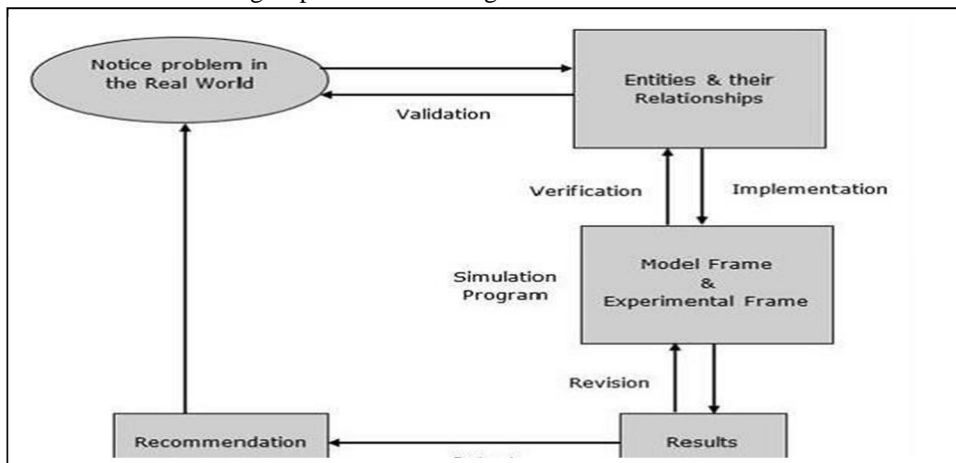 Notice problem in
the Real World
Entities & their
Relationships
Validation
Verification
Implementation
Simulation
Program
Model Frame
&
Experimental Frame
Revision
Recommendation
Results